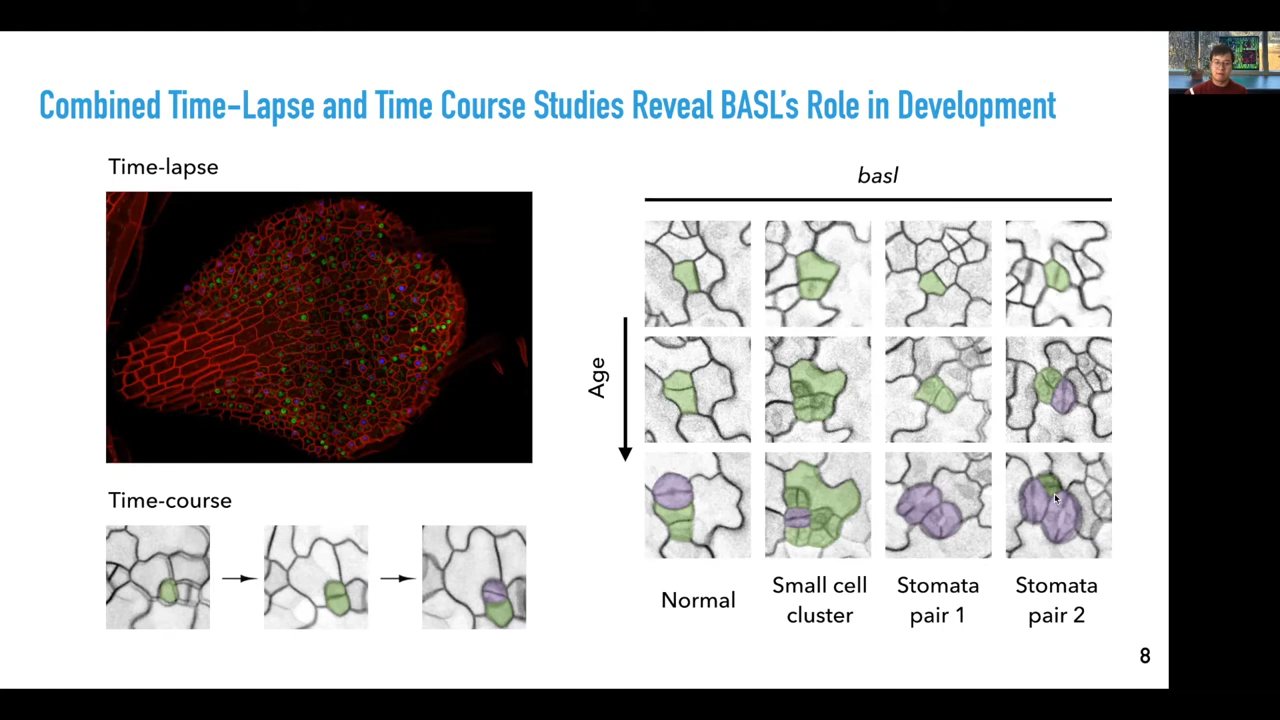 Combined Time-Lapse and Time Course Studies Reveal BASL's Role in Development
Time-lapse
Time-course
basl
Age
Normal
Small cell
cluster
Stomata
pair 1
Stomata
pair 2
8